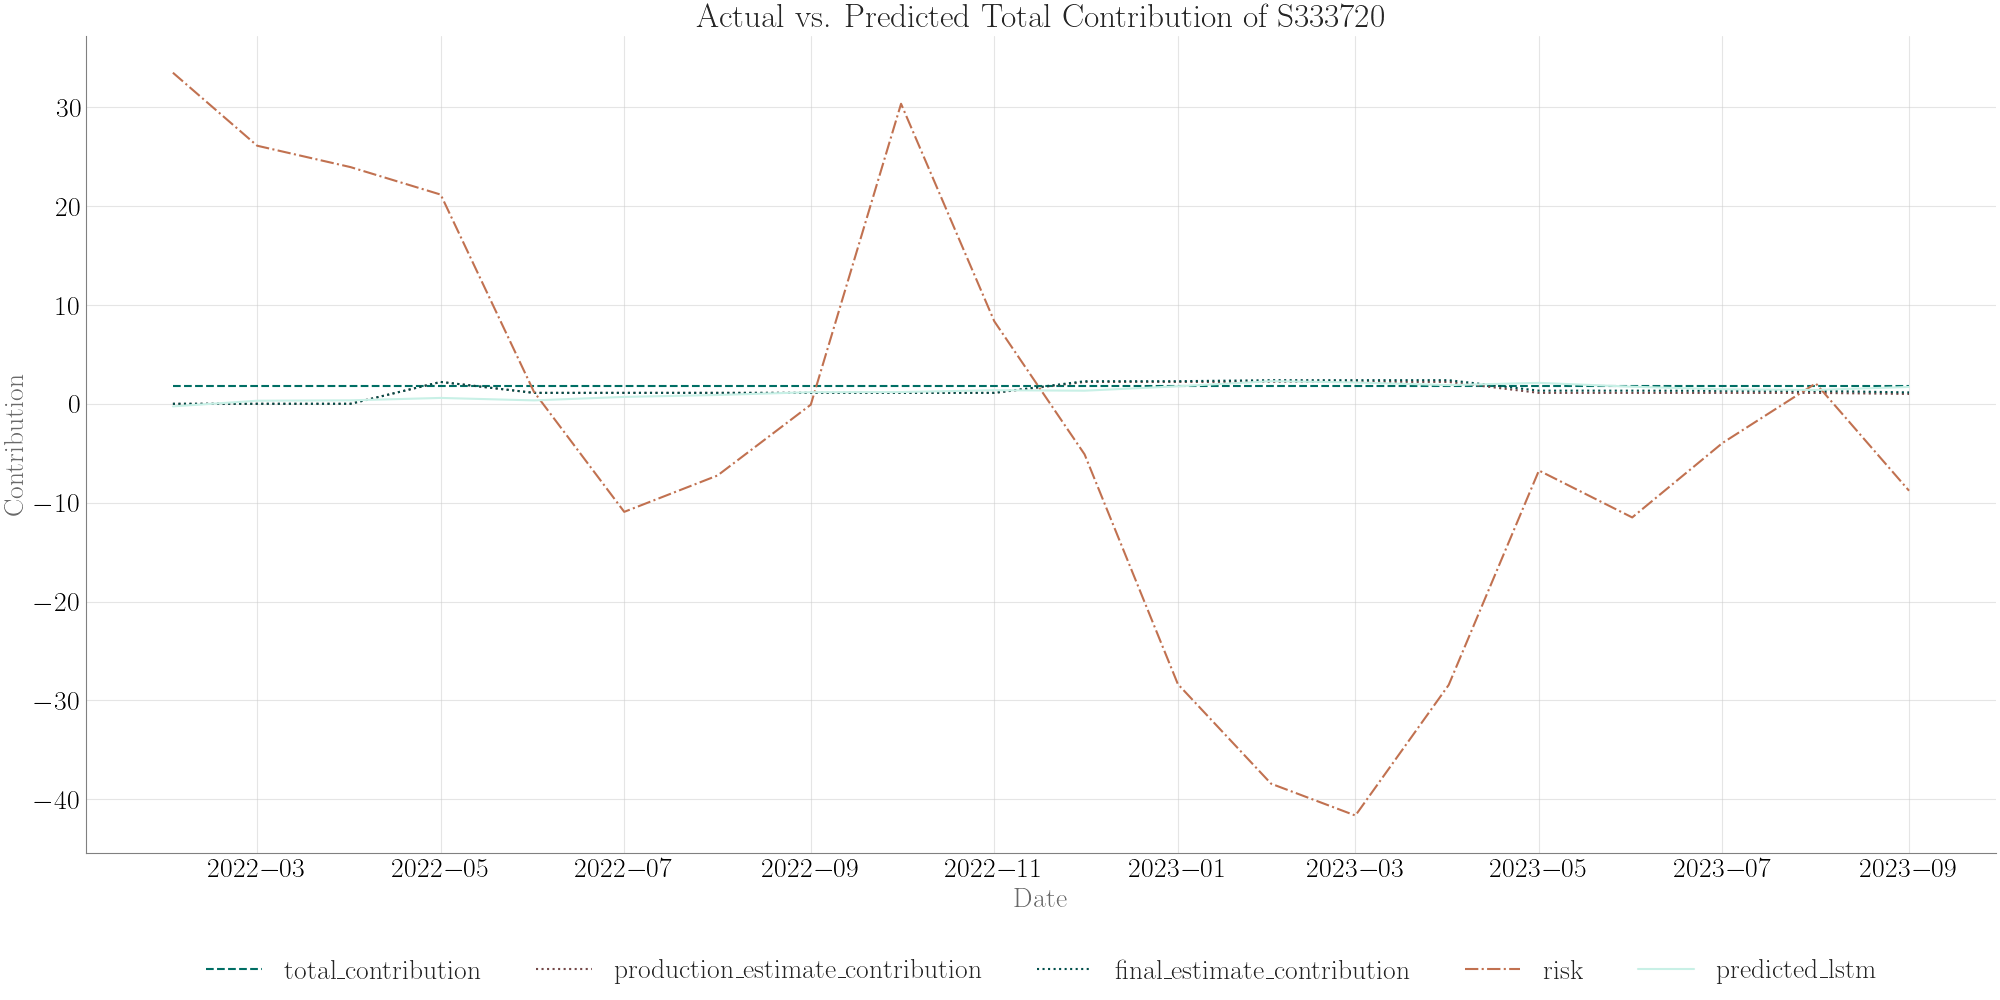 Actual vs. Predicted Total Contribution of S333720
Contribution
30
20
10
0
−10
−20
−30
−40
2022−03 2022−05 2022−07 2022−09 2022−11 2023−01 2023−03 2023−05 2023−07 2023−09
Date
total_contribution production_estimate_contribution final_estimate_contribution risk predicted_lstm